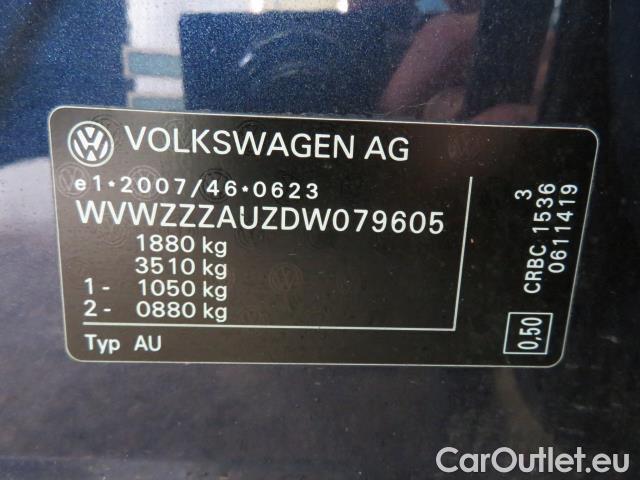 VOLKSWAGEN AG
e1*2007/46*0623
WVWZZZAUZDW079605
1880 kg
3510 kg
1- 1050 kg
2- 0880 kg
Typ AU
3
CRBC 1536
0611419
0,50
CarOutlet.eu